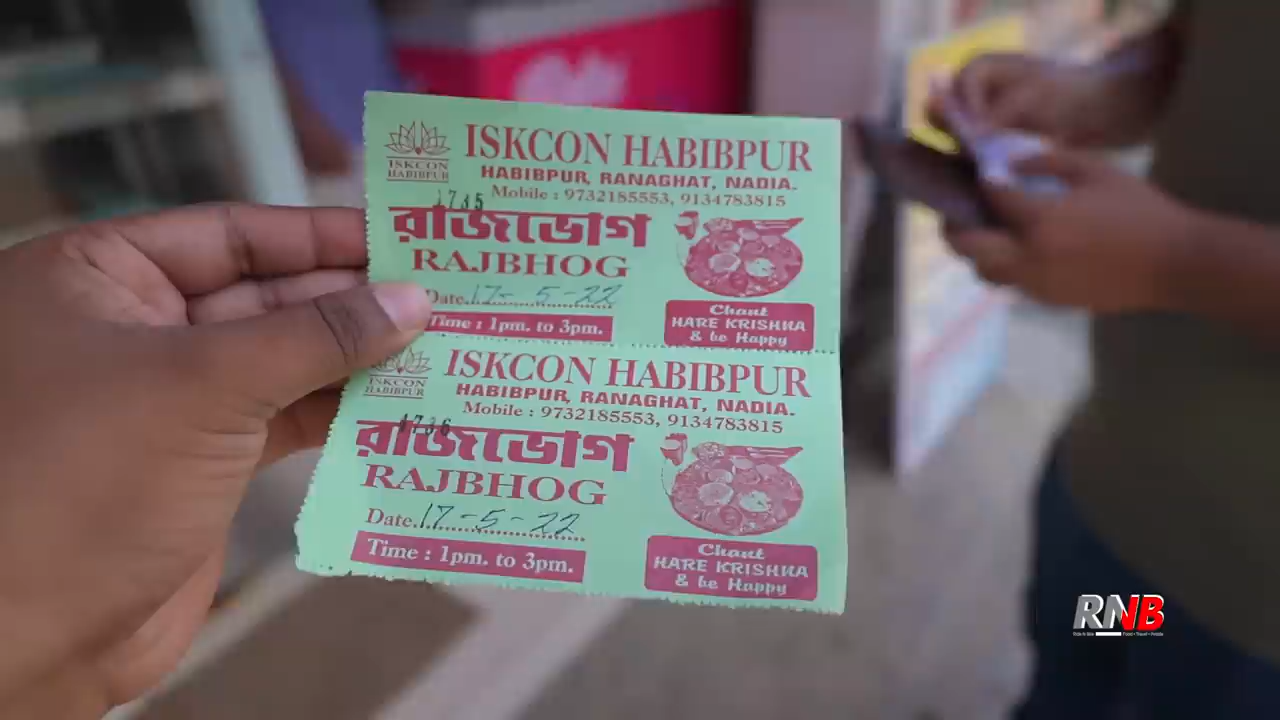 ISKCON HABIBPUR
ISKCON
HABIBPUR
HABIBPUR, RANAGHAT, NADIA.
Mobile : 9732185553, 9134783815
1735
রাজভোগ
RAJBHOG
Date. 17-5-22
Time : 1pm. to 3pm.
Chant
HARE KRISHNA
& be Happy
ISKCON HABIBPUR
ISKCON
HABIBPUR
HABIBPUR, RANAGHAT, NADIA.
Mobile : 9732185553, 9134783815
1736
রাজভোগ
RAJBHOG
Date. 17-5-22
Time : 1pm. to 3pm.
Chant
HARE KRISHNA
& be Happy
RNB